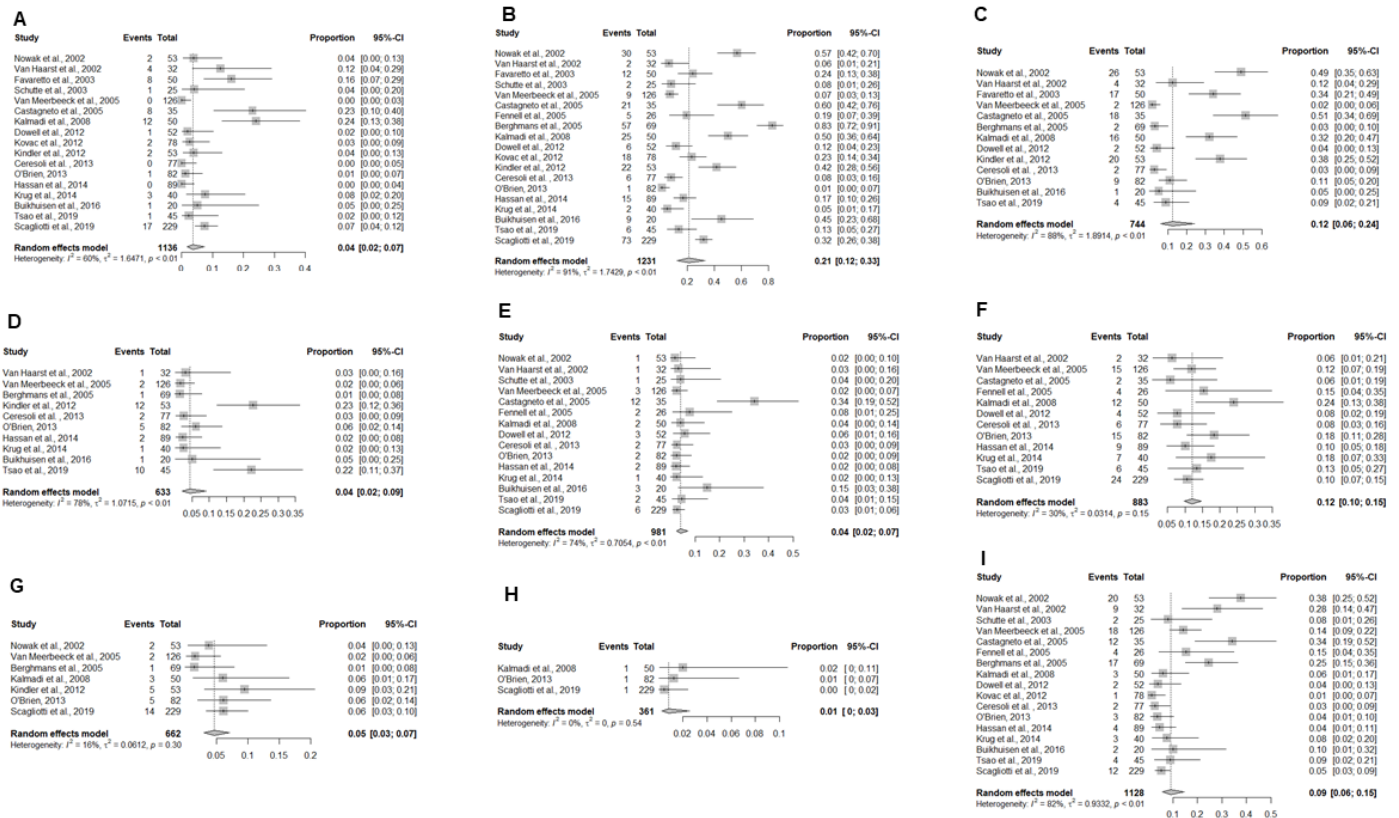 A
Study Events Total Proportion 95%-CI
Nowak et al., 2002 2 53 0.04 [0.00; 0.13]
Van Haarst et al., 2002 4 32 0.12 [0.04; 0.29]
Favaretto et al., 2003 8 50 0.16 [0.07; 0.29]
Schutte et al., 2003 1 25 0.04 [0.00; 0.20]
Van Meerbeeck et al., 2005 0 126 0.00 [0.00; 0.03]
Castagneto et al., 2005 8 35 0.23 [0.10; 0.40]
Kalmadi et al., 2008 12 50 0.24 [0.13; 0.38]
Dowell et al., 2012 1 52 0.02 [0.00; 0.10]
Kovac et al., 2012 2 78 0.03 [0.00; 0.09]
Kindler et al., 2012 2 53 0.04 [0.00; 0.13]
Ceresoli et al., 2013 0 77 0.00 [0.00; 0.05]
O'Brien, 2013 1 82 0.01 [0.00; 0.07]
Hassan et al., 2014 0 89 0.00 [0.00; 0.04]
Krug et al., 2014 3 40 0.08 [0.02; 0.20]
Buikhuisen et al., 2016 1 20 0.05 [0.00; 0.25]
Tsao et al., 2019 1 45 0.02 [0.00; 0.12]
Scagliotti et al., 2019 17 229 0.07 [0.04; 0.12]
Random effects model 1136 0.04 [0.02; 0.07]
Heterogeneity: I² = 60%, τ² = 1.6471, p < 0.01
0 0.1 0.2 0.3 0.4
B
Study Events Total Proportion 95%-CI
Nowak et al., 2002 30 53 0.57 [0.42; 0.70]
Van Haarst et al., 2002 2 32 0.06 [0.01; 0.21]
Favaretto et al., 2003 12 50 0.24 [0.13; 0.38]
Schutte et al., 2003 2 25 0.08 [0.01; 0.26]
Van Meerbeeck et al., 2005 9 126 0.07 [0.03; 0.13]
Castagneto et al., 2005 21 35 0.60 [0.42; 0.76]
Fennell et al., 2005 5 26 0.19 [0.07; 0.39]
Berghmans et al., 2005 57 69 0.83 [0.72; 0.91]
Kalmadi et al., 2008 25 50 0.50 [0.36; 0.64]
Dowell et al., 2012 6 52 0.12 [0.04; 0.23]
Kovac et al., 2012 18 78 0.23 [0.14; 0.34]
Kindler et al., 2012 22 53 0.42 [0.28; 0.56]
Ceresoli et al., 2013 6 77 0.08 [0.03; 0.16]
O'Brien, 2013 1 82 0.01 [0.00; 0.07]
Hassan et al., 2014 15 89 0.17 [0.10; 0.26]
Krug et al., 2014 2 40 0.05 [0.01; 0.17]
Buikhuisen et al., 2016 9 20 0.45 [0.23; 0.68]
Tsao et al., 2019 6 45 0.13 [0.05; 0.27]
Scagliotti et al., 2019 73 229 0.32 [0.26; 0.38]
Random effects model 1231 0.21 [0.12; 0.33]
Heterogeneity: I² = 91%, τ² = 1.7429, p < 0.01
0.2 0.4 0.6 0.8
C
Study Events Total Proportion 95%-CI
Nowak et al., 2002 26 53 0.49 [0.35; 0.63]
Van Haarst et al., 2002 4 32 0.12 [0.04; 0.29]
Favaretto et al., 2003 17 50 0.34 [0.21; 0.49]
Van Meerbeeck et al., 2005 2 126 0.02 [0.00; 0.06]
Castagneto et al., 2005 18 35 0.51 [0.34; 0.69]
Berghmans et al., 2005 2 69 0.03 [0.00; 0.10]
Kalmadi et al., 2008 16 50 0.32 [0.20; 0.47]
Dowell et al., 2012 2 52 0.04 [0.00; 0.13]
Kindler et al., 2012 20 53 0.38 [0.25; 0.52]
Ceresoli et al., 2013 2 77 0.03 [0.00; 0.09]
O'Brien, 2013 9 82 0.11 [0.05; 0.20]
Buikhuisen et al., 2016 1 20 0.05 [0.00; 0.25]
Tsao et al., 2019 4 45 0.09 [0.02; 0.21]
Random effects model 744 0.12 [0.06; 0.24]
Heterogeneity: I² = 88%, τ² = 1.8914, p < 0.01
0.1 0.2 0.3 0.4 0.5 0.6
D
Study Events Total Proportion 95%-CI
Van Haarst et al., 2002 1 32 0.03 [0.00; 0.16]
Van Meerbeeck et al., 2005 2 126 0.02 [0.00; 0.06]
Berghmans et al., 2005 1 69 0.01 [0.00; 0.08]
Kindler et al., 2012 12 53 0.23 [0.12; 0.36]
Ceresoli et al., 2013 2 77 0.03 [0.00; 0.09]
O'Brien, 2013 5 82 0.06 [0.02; 0.14]
Hassan et al., 2014 2 89 0.02 [0.00; 0.08]
Krug et al., 2014 1 40 0.02 [0.00; 0.13]
Buikhuisen et al., 2016 1 20 0.05 [0.00; 0.25]
Tsao et al., 2019 10 45 0.22 [0.11; 0.37]
Random effects model 633 0.04 [0.02; 0.09]
Heterogeneity: I² = 78%, τ² = 1.0715, p < 0.01
0.05 0.1 0.15 0.2 0.25 0.3 0.35
E
Study Events Total Proportion 95%-CI
Nowak et al., 2002 1 53 0.02 [0.00; 0.10]
Van Haarst et al., 2002 1 32 0.03 [0.00; 0.16]
Schutte et al., 2003 1 25 0.04 [0.00; 0.20]
Van Meerbeeck et al., 2005 3 126 0.02 [0.00; 0.07]
Castagneto et al., 2005 12 35 0.34 [0.19; 0.52]
Fennell et al., 2005 2 26 0.08 [0.01; 0.25]
Kalmadi et al., 2008 2 50 0.04 [0.00; 0.14]
Dowell et al., 2012 3 52 0.06 [0.01; 0.16]
Ceresoli et al., 2013 2 77 0.03 [0.00; 0.09]
O'Brien, 2013 2 82 0.02 [0.00; 0.09]
Hassan et al., 2014 2 89 0.02 [0.00; 0.08]
Krug et al., 2014 1 40 0.02 [0.00; 0.13]
Buikhuisen et al., 2016 3 20 0.15 [0.03; 0.38]
Tsao et al., 2019 2 45 0.04 [0.01; 0.15]
Scagliotti et al., 2019 6 229 0.03 [0.01; 0.06]
Random effects model 981 0.04 [0.02; 0.07]
Heterogeneity: I² = 74%, τ² = 0.7054, p < 0.01
0.1 0.2 0.3 0.4 0.5
F
Study Events Total Proportion 95%-CI
Van Haarst et al., 2002 2 32 0.06 [0.01; 0.21]
Van Meerbeeck et al., 2005 15 126 0.12 [0.07; 0.19]
Castagneto et al., 2005 2 35 0.06 [0.01; 0.19]
Fennell et al., 2005 4 26 0.15 [0.04; 0.35]
Kalmadi et al., 2008 12 50 0.24 [0.13; 0.38]
Dowell et al., 2012 4 52 0.08 [0.02; 0.19]
Ceresoli et al., 2013 6 77 0.08 [0.03; 0.16]
O'Brien, 2013 15 82 0.18 [0.11; 0.28]
Hassan et al., 2014 9 89 0.10 [0.05; 0.18]
Krug et al., 2014 7 40 0.18 [0.07; 0.33]
Tsao et al., 2019 6 45 0.13 [0.05; 0.27]
Scagliotti et al., 2019 24 229 0.10 [0.07; 0.15]
Random effects model 883 0.12 [0.10; 0.15]
Heterogeneity: I² = 30%, τ² = 0.0314, p = 0.15
0.05 0.1 0.15 0.2 0.25 0.3 0.35
G
Study Events Total Proportion 95%-CI
Nowak et al., 2002 2 53 0.04 [0.00; 0.13]
Van Meerbeeck et al., 2005 2 126 0.02 [0.00; 0.06]
Berghmans et al., 2005 1 69 0.01 [0.00; 0.08]
Kalmadi et al., 2008 3 50 0.06 [0.01; 0.17]
Kindler et al., 2012 5 53 0.09 [0.03; 0.21]
O'Brien, 2013 5 82 0.06 [0.02; 0.14]
Scagliotti et al., 2019 14 229 0.06 [0.03; 0.10]
Random effects model 662 0.05 [0.03; 0.07]
Heterogeneity: I² = 16%, τ² = 0.0612, p = 0.30
0.05 0.1 0.15 0.2
H
Study Events Total Proportion 95%-CI
Kalmadi et al., 2008 1 50 0.02 [ 0; 0.11]
O'Brien, 2013 1 82 0.01 [ 0; 0.07]
Scagliotti et al., 2019 1 229 0.00 [ 0; 0.02]
Random effects model 361 0.01 [ 0; 0.03]
Heterogeneity: I² = 0%, τ² = 0, p = 0.54
0.02 0.04 0.06 0.08 0.1
I
Study Events Total Proportion 95%-CI
Nowak et al., 2002 20 53 0.38 [0.25; 0.52]
Van Haarst et al., 2002 9 32 0.28 [0.14; 0.47]
Schutte et al., 2003 2 25 0.08 [0.01; 0.26]
Van Meerbeeck et al., 2005 18 126 0.14 [0.09; 0.22]
Castagneto et al., 2005 12 35 0.34 [0.19; 0.52]
Fennell et al., 2005 4 26 0.15 [0.04; 0.35]
Berghmans et al., 2005 17 69 0.25 [0.15; 0.36]
Kalmadi et al., 2008 3 50 0.06 [0.01; 0.17]
Dowell et al., 2012 2 52 0.04 [0.00; 0.13]
Kovac et al., 2012 1 78 0.01 [0.00; 0.07]
Ceresoli et al., 2013 2 77 0.03 [0.00; 0.09]
O'Brien, 2013 3 82 0.04 [0.01; 0.10]
Hassan et al., 2014 4 89 0.04 [0.01; 0.11]
Krug et al., 2014 3 40 0.08 [0.02; 0.20]
Buikhuisen et al., 2016 2 20 0.10 [0.01; 0.32]
Tsao et al., 2019 4 45 0.09 [0.02; 0.21]
Scagliotti et al., 2019 12 229 0.05 [0.03; 0.09]
Random effects model 1128 0.09 [0.06; 0.15]
Heterogeneity: I² = 82%, τ² = 0.9332, p < 0.01
0.1 0.2 0.3 0.4 0.5